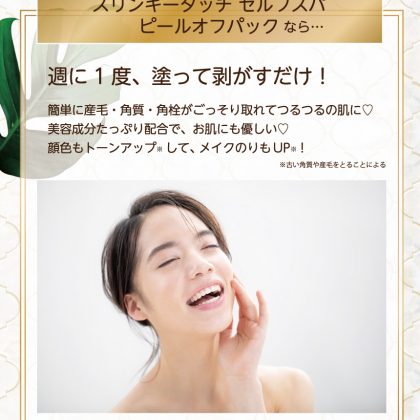 スリンキータッチ セルフスパ
ピールオフパック なら…
週に1度、塗って剥がすだけ！
簡単に産毛・角質・角栓がごっそり取れてつるつるの肌に♡
美容成分たっぷり配合で、お肌にも優しい♡
顔色もトーンアップ※して、メイクのりもUP※！
※古い角質や産毛をとることによる